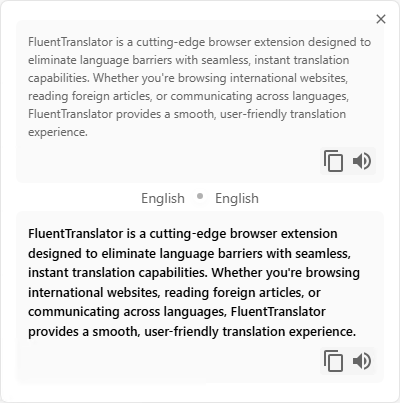 FluentTranslator is a cutting-edge browser extension designed to
eliminate language barriers with seamless, instant translation
capabilities. Whether you're browsing international websites,
reading foreign articles, or communicating across languages,
FluentTranslator provides a smooth, user-friendly translation
experience.
English • English
FluentTranslator is a cutting-edge browser extension
designed to eliminate language barriers with seamless,
instant translation capabilities. Whether you're browsing
international websites, reading foreign articles, or
communicating across languages, FluentTranslator
provides a smooth, user-friendly translation experience.